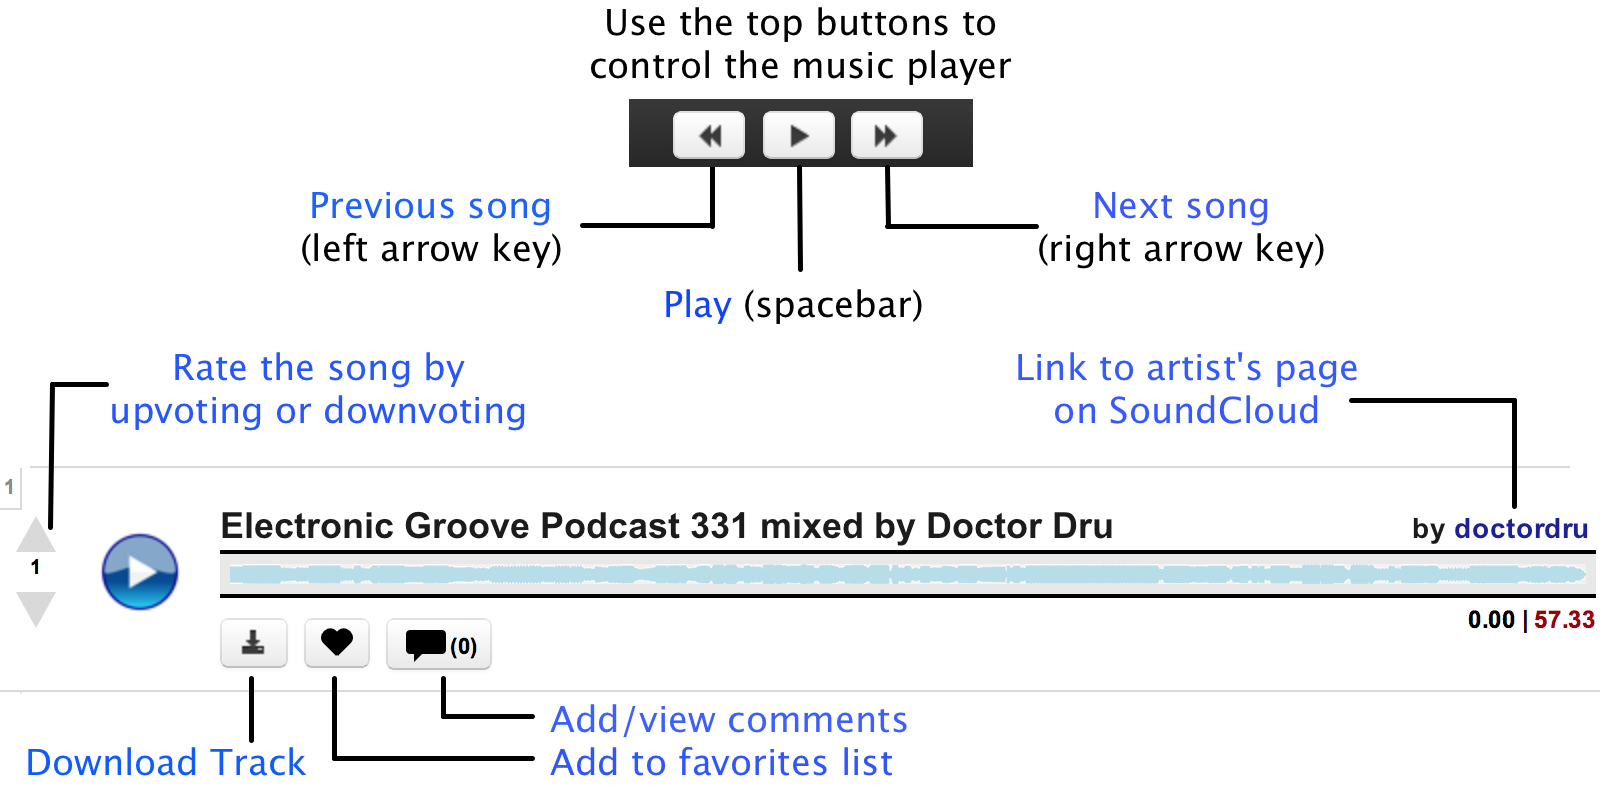 Use the top buttons to
control the music player
Previous song
(left arrow key)
Next song
(right arrow key)
Play (spacebar)
Rate the song by
upvoting or downvoting
Link to artist's page
on SoundCloud
1
Electronic Groove Podcast 331 mixed by Doctor Dru
by doctordru
1
0.00 | 57.33
(0)
Add/view comments
Download Track
Add to favorites list